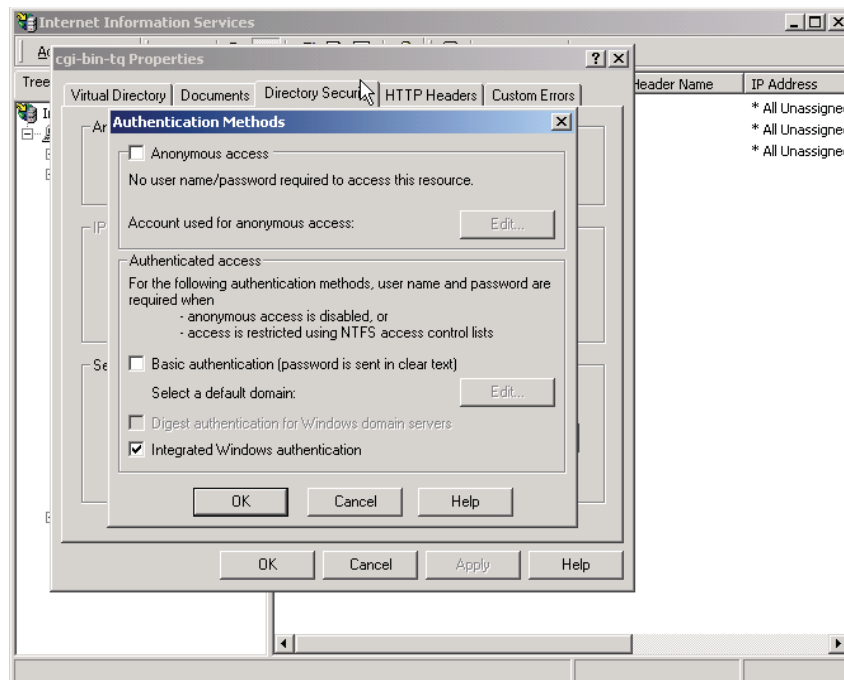 Internet Information Services
cgi-bin-tq Properties
Tree
Header Name
IP Address
Virtual Directory
Documents
Directory Securi
HTTP Headers
Custom Errors
* All Unassigne
* All Unassigne
* All Unassigne
Authentication Methods
Anonymous access
No user name/password required to access this resource.
Account used for anonymous access:
Edit...
IP
Authenticated access
For the following authentication methods, user name and password are
required when
- anonymous access is disabled, or
- access is restricted using NTFS access control lists
Se
Basic authentication (password is sent in clear text)
Select a default domain:
Edit...
Digest authentication for Windows domain servers
Integrated Windows authentication
OK
Cancel
Help
OK
Cancel
Apply
Help